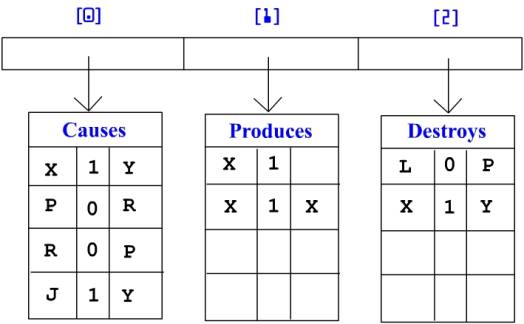 [0] [1] [2]
Causes Produces Destroys
X 1 Y X 1 L 0 P
P 0 R X 1 X X 1 Y
R 0 P
J 1 Y